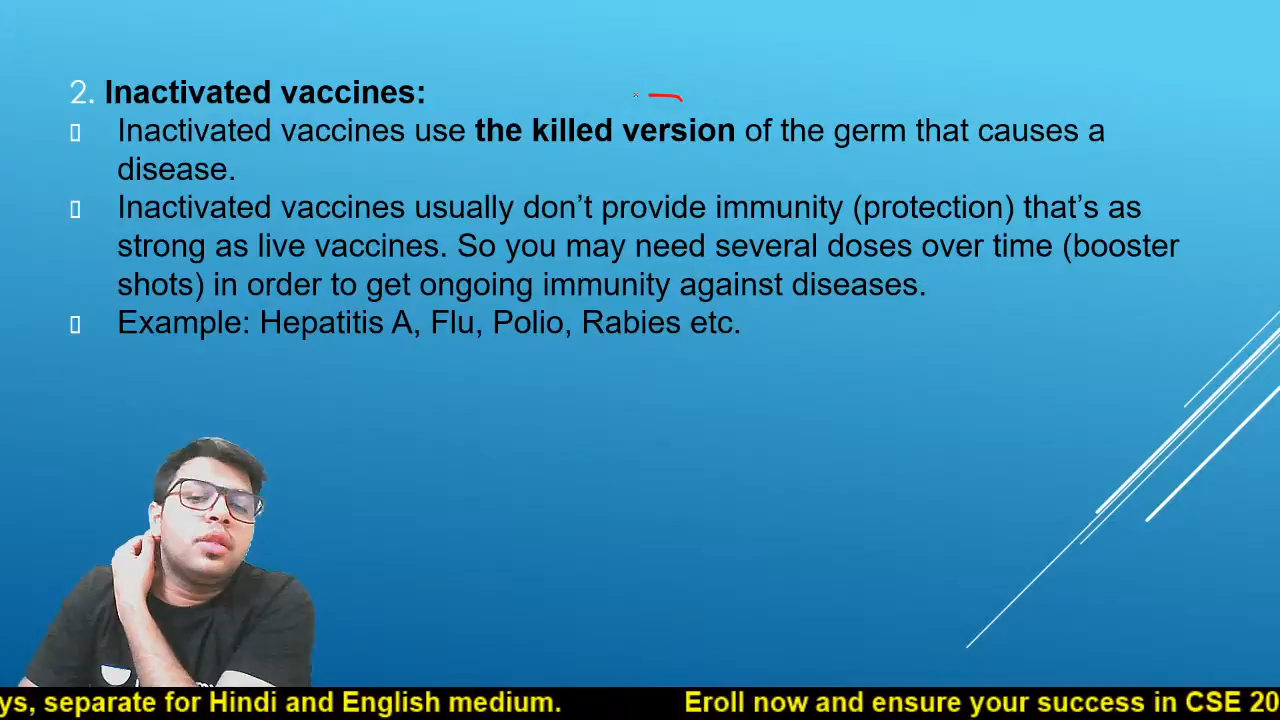 2. Inactivated vaccines:
Inactivated vaccines use the killed version of the germ that causes a
disease.
Inactivated vaccines usually don’t provide immunity (protection) that’s as
strong as live vaccines. So you may need several doses over time (booster
shots) in order to get ongoing immunity against diseases.
Example: Hepatitis A, Flu, Polio, Rabies etc.
ys, separate for Hindi and English medium. Eroll now and ensure your success in CSE 20